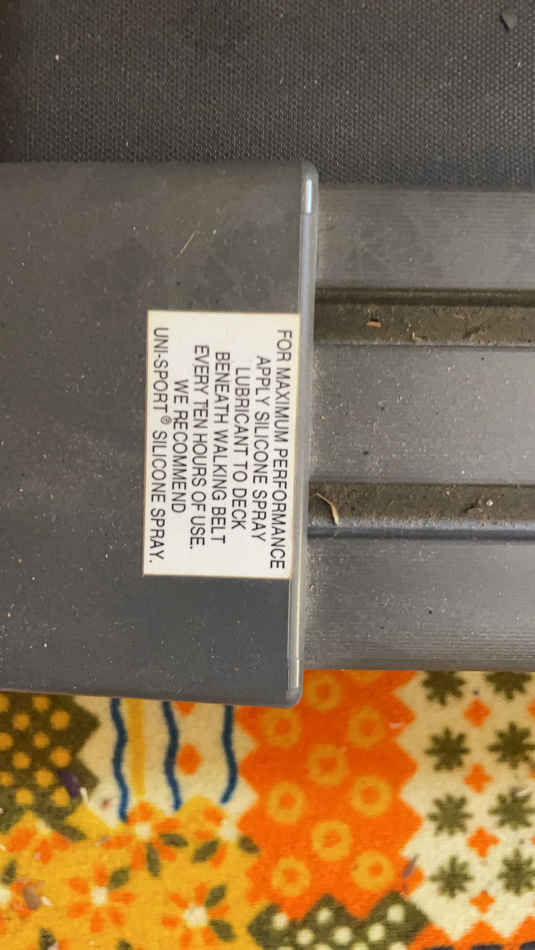 FOR MAXIMUM PERFORMANCE
APPLY SILICONE SPRAY
LUBRICANT TO DECK
BENEATH WALKING BELT
EVERY TEN HOURS OF USE.
WE RECOMMEND
UNI-SPORT® SILICONE SPRAY.